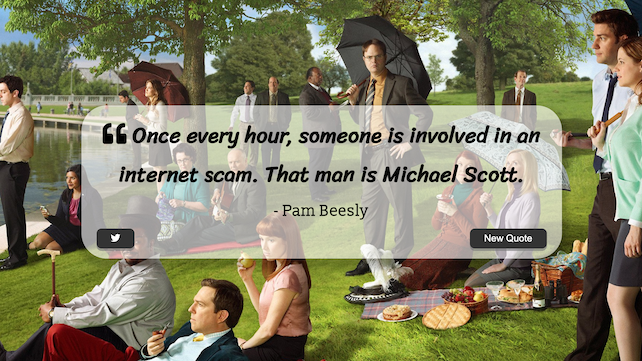 Once every hour, someone is involved in an
internet scam. That man is Michael Scott.
- Pam Beesly
New Quote